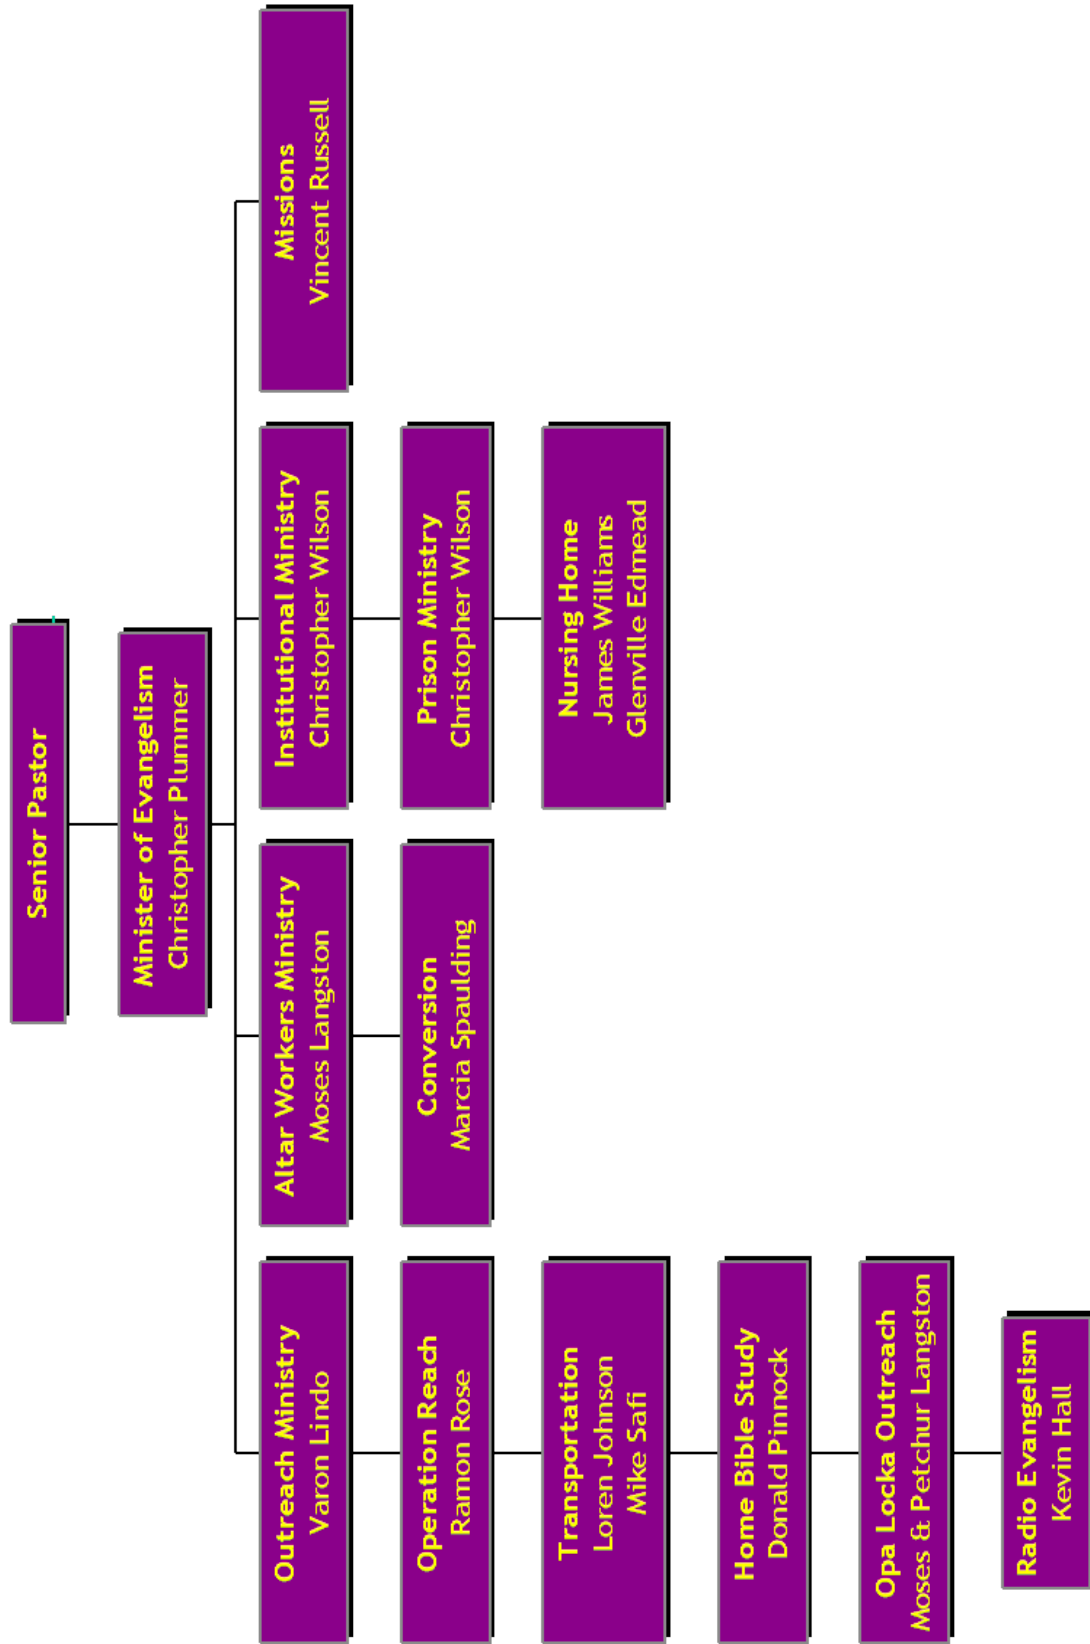 Senior Pastor
Minister of Evangelism
Christopher Plummer
Outreach Ministry
Varon Lindo
Operation Reach
Ramon Rose
Transportation
Loren Johnson
Mike Safi
Home Bible Study
Donald Pinnock
Opa Locka Outreach
Moses & Petchur Langston
Radio Evangelism
Kevin Hall
Altar Workers Ministry
Moses Langston
Conversion
Marcia Spaulding
Institutional Ministry
Christopher Wilson
Prison Ministry
Christopher Wilson
Nursing Home
James Williams
Glenville Edmead
Missions
Vincent Russell